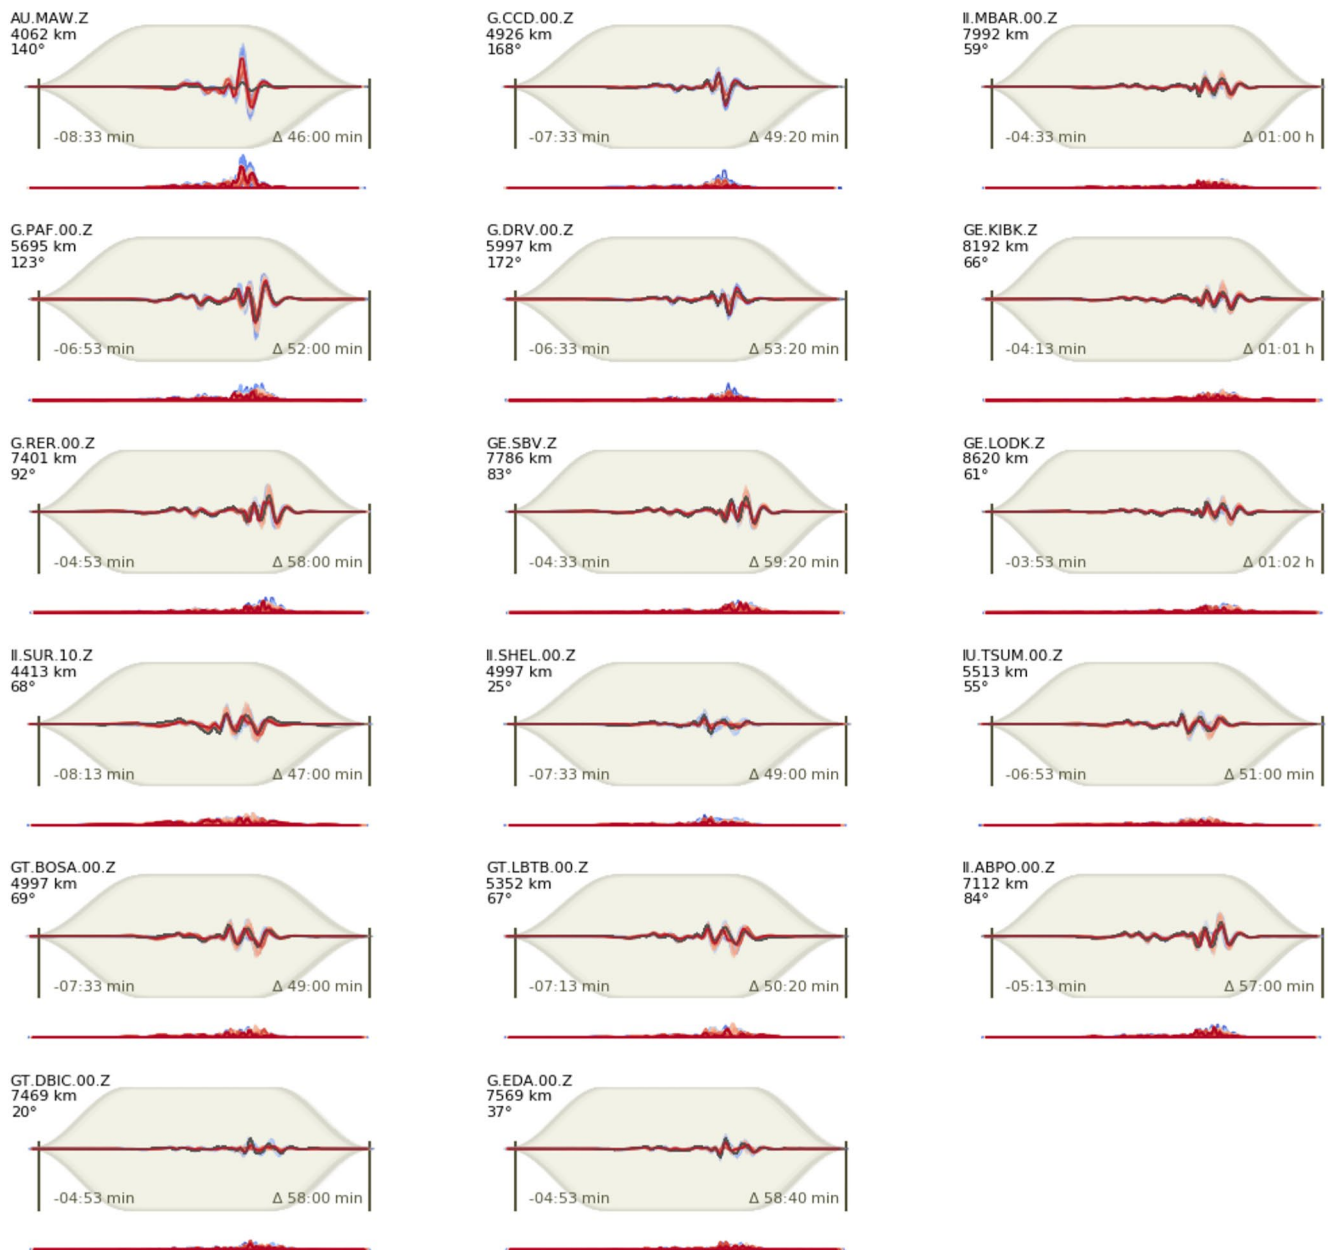 AU.MAW.Z
4062 km
140°
-08:33 min
Δ 46:00 min
G.CCD.00.Z
4926 km
168°
-07:33 min
Δ 49:20 min
II.MBAR.00.Z
7992 km
59°
-04:33 min
Δ 01:00 h
G.PAF.00.Z
5695 km
123°
-06:53 min
Δ 52:00 min
G.DRV.00.Z
5997 km
172°
-06:33 min
Δ 53:20 min
GE.KIBK.Z
8192 km
66°
-04:13 min
Δ 01:01 h
G.RER.00.Z
7401 km
92°
-04:53 min
Δ 58:00 min
GE.SBV.Z
7786 km
83°
-04:33 min
Δ 59:20 min
GE.LODK.Z
8620 km
61°
-03:53 min
Δ 01:02 h
II.SUR.10.Z
4413 km
68°
-08:13 min
Δ 47:00 min
II.SHEL.00.Z
4997 km
25°
-07:33 min
Δ 49:00 min
IU.TSUM.00.Z
5513 km
55°
-06:53 min
Δ 51:00 min
GT.BOSA.00.Z
4997 km
69°
-07:33 min
Δ 49:00 min
GT.LBTB.00.Z
5352 km
67°
-07:13 min
Δ 50:20 min
II.ABPO.00.Z
7112 km
84°
-05:13 min
Δ 57:00 min
GT.DBIC.00.Z
7469 km
20°
-04:53 min
Δ 58:00 min
G.EDA.00.Z
7569 km
37°
-04:53 min
Δ 58:40 min